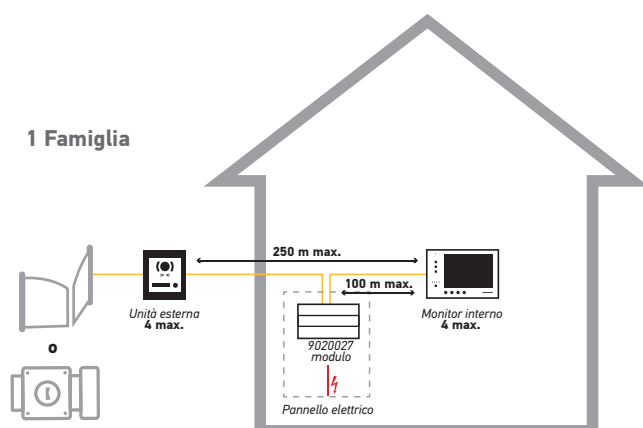 1 Famiglia
250 m max.
100 m max.
Unità esterna
4 max.
Monitor interno
4 max.
o
9020027
modulo
Pannello elettrico